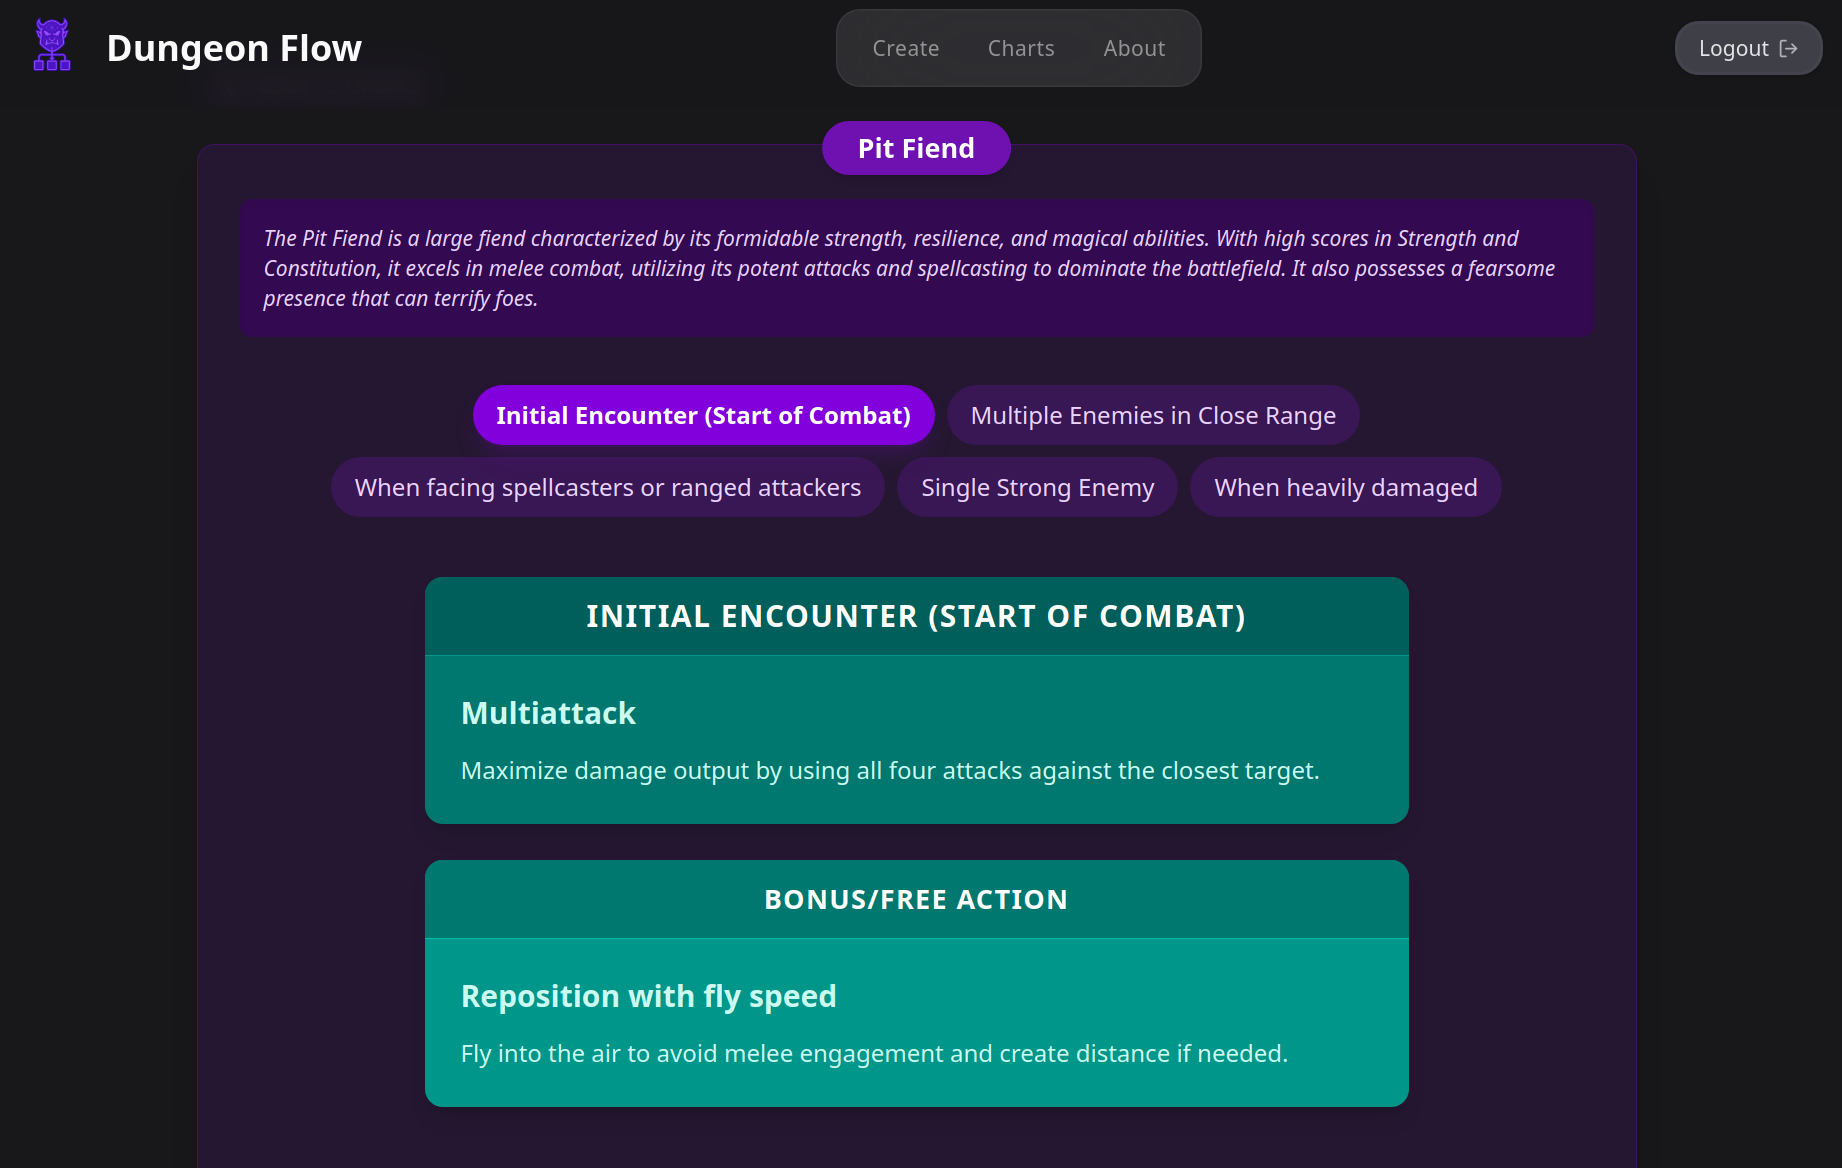 Dungeon Flow
Create
Charts
About
Logout
Pit Fiend
The Pit Fiend is a large fiend characterized by its formidable strength, resilience, and magical abilities. With high scores in Strength and
Constitution, it excels in melee combat, utilizing its potent attacks and spellcasting to dominate the battlefield. It also possesses a fearsome
presence that can terrify foes.
Initial Encounter (Start of Combat)
Multiple Enemies in Close Range
When facing spellcasters or ranged attackers
Single Strong Enemy
When heavily damaged
INITIAL ENCOUNTER (START OF COMBAT)
Multiattack
Maximize damage output by using all four attacks against the closest target.
BONUS/FREE ACTION
Reposition with fly speed
Fly into the air to avoid melee engagement and create distance if needed.